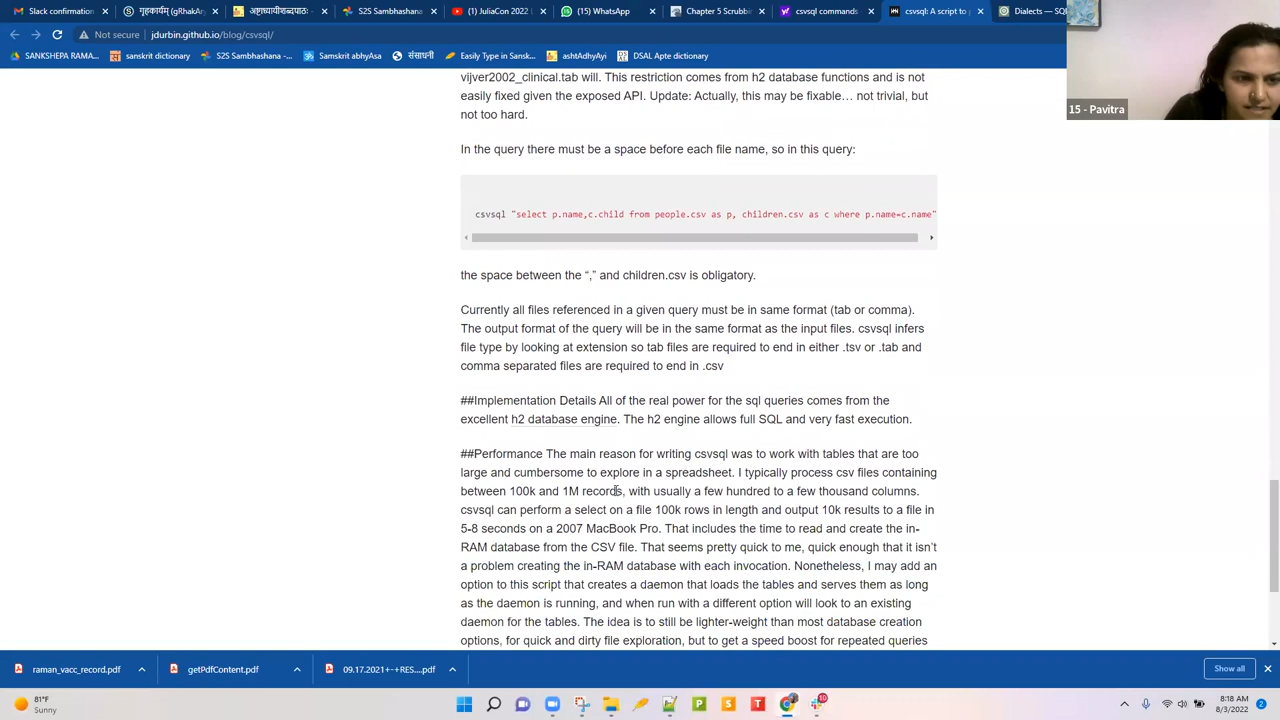 गृहकार्यम् (gRhakAry
अष्टाध्यायीशब्दपाठः
S2S Sambhashana
JuliaCon 2022
(15) WhatsApp
Chapter 5 Scrubbi
csvsql commands
csvsql: A script to
Dialects — SQ
Not secure jdurbin.github.io/blog/csvsql/
SANKSHEPA RAMA
sanskrit dictionary
S2S Sambhashana -...
Samskrit abhyAsa
संसाधनी
Easy Typing in Sansk...
ashtAdhyAyi
DSAL Apte dictionary
15 - Pavitra
vijver2002_clinical.tab will. This restriction comes from h2 database functions and is not
easily fixed given the exposed API. Update: Actually, this may be fixable… not trivial, but
not too hard.
In the query there must be a space before each file name, so in this query:
csvsql "select p.name,c.child from people.csv as p, children.csv as c where p.name=c.name"
the space between the “,” and children.csv is obligatory.
Currently all files referenced in a given query must be in same format (tab or comma).
The output format of the query will be in the same format as the input files. csvsql infers
file type by looking at extension so tab files are required to end in either .tsv or .tab and
comma separated files are required to end in .csv
##Implementation Details All of the real power for the sql queries comes from the
excellent h2 database engine. The h2 engine allows full SQL and very fast execution.
##Performance The main reason for writing csvsql was to work with tables that are too
large and cumbersome to explore in a spreadsheet. I typically process csv files containing
between 100k and 1M records, with usually a few hundred to a few thousand columns.
csvsql can perform a select on a file 100k rows in length and output 10k results to a file in
5-8 seconds on a 2007 MacBook Pro. That includes the time to read and create the in-
RAM database from the CSV file. That seems pretty quick to me, quick enough that it isn’t
a problem creating the in-RAM database with each invocation. Nonetheless, I may add an
option to this script that creates a daemon that loads the tables and serves them as long
as the daemon is running, and when run with a different option will look to an existing
daemon for the tables. The idea is to still be lighter-weight than most database creation
options, for quick and dirty file exploration, but to get a speed boost for repeated queries
raman_vacc_record.pdf
getPdfContent.pdf
09.17.2021+-+RES....pdf
Show all
81°F
Sunny
8:18 AM
8/3/2022